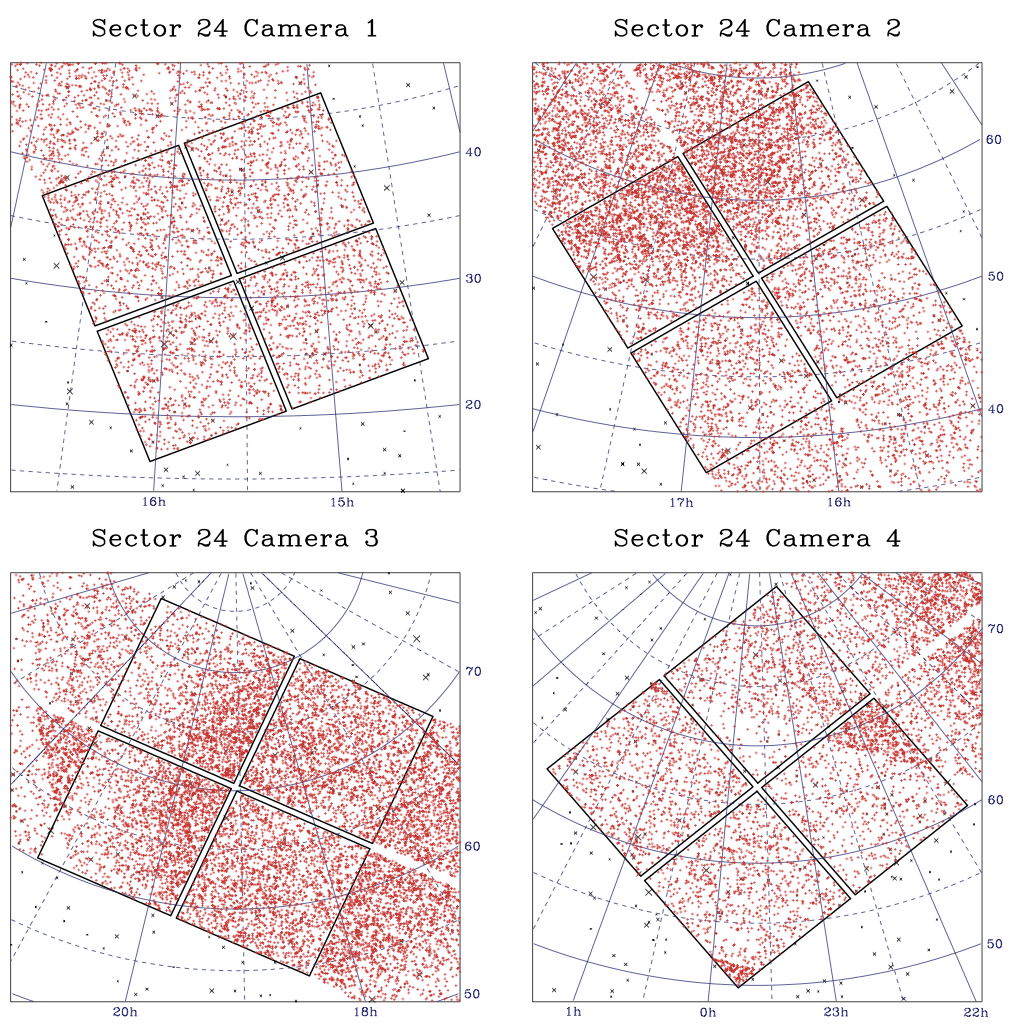 Sector 24 Camera 1
Sector 24 Camera 2
40
30
20
16h
15h
60
50
40
17h
16h
Sector 24 Camera 3
Sector 24 Camera 4
70
60
50
20h
18h
70
60
50
1h
0h
23h
22h